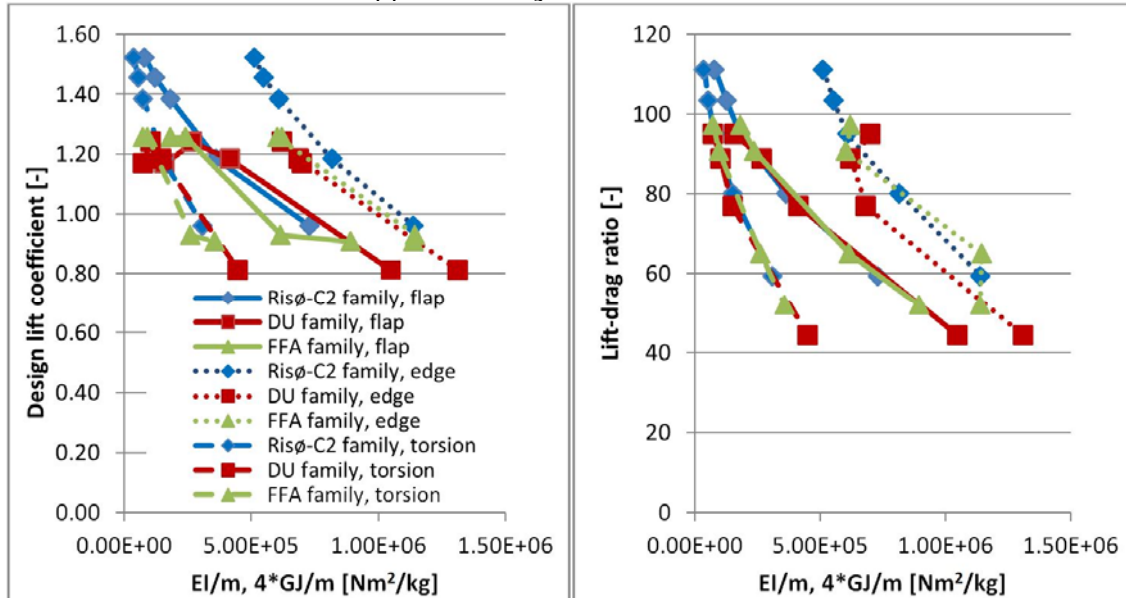 1.60
1.40
1.20
1.00
0.80
0.60
0.40
0.20
0.00
Design lift coefficient [-]
Risø-C2 family, flap
DU family, flap
FFA family, flap
Risø-C2 family, edge
DU family, edge
FFA family, edge
Risø-C2 family, torsion
DU family, torsion
FFA family, torsion
0.00E+00 5.00E+05 1.00E+06 1.50E+06
EI/m, 4*GJ/m [Nm²/kg]
120
100
80
60
40
20
0
Lift-drag ratio [-]
0.00E+00 5.00E+05 1.00E+06 1.50E+06
EI/m, 4*GJ/m [Nm²/kg]